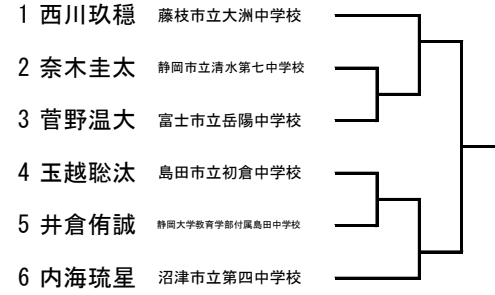 1 西川玖穏 藤枝市立大洲中学校
2 奈木圭太 静岡市立清水第七中学校
3 菅野温大 富士市立岳陽中学校
4 玉越聡汰 島田市立初倉中学校
5 井倉侑誠 静岡大学教育学部付属島田中学校
6 内海琉星 沼津市立第四中学校